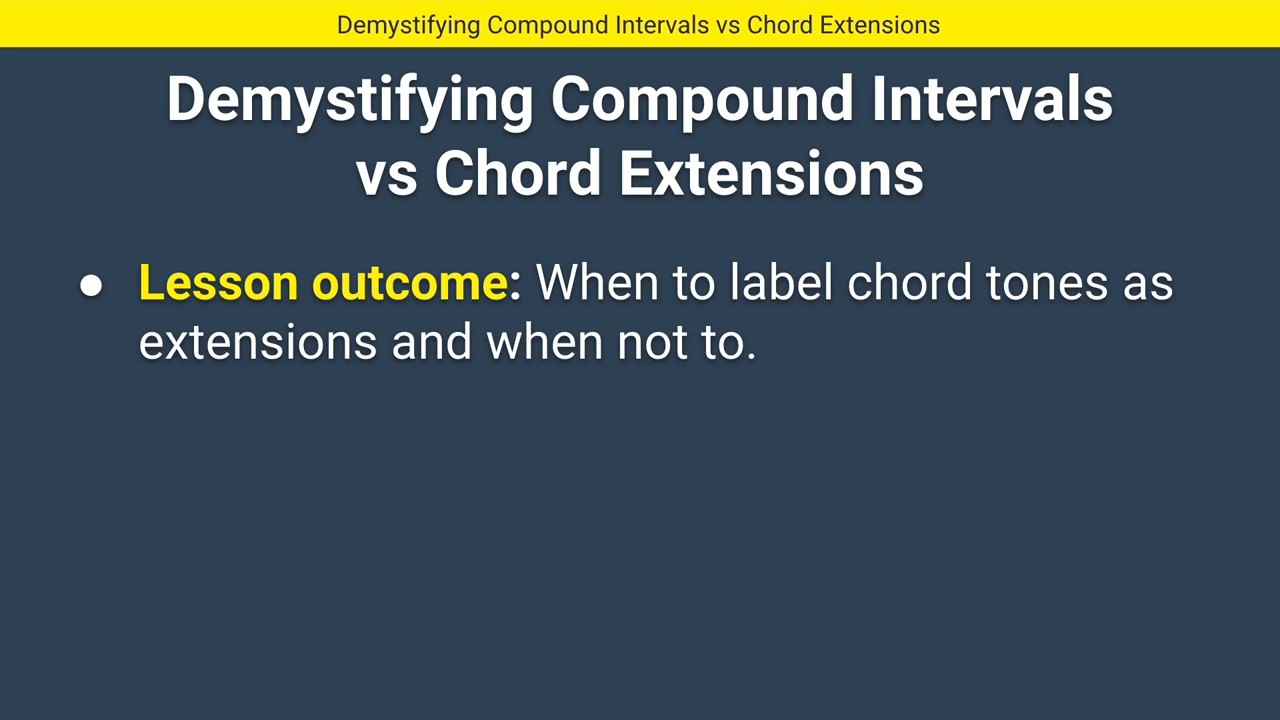 Demystifying Compound Intervals vs Chord Extensions
Demystifying Compound Intervals
vs Chord Extensions
● Lesson outcome: When to label chord tones as
extensions and when not to.